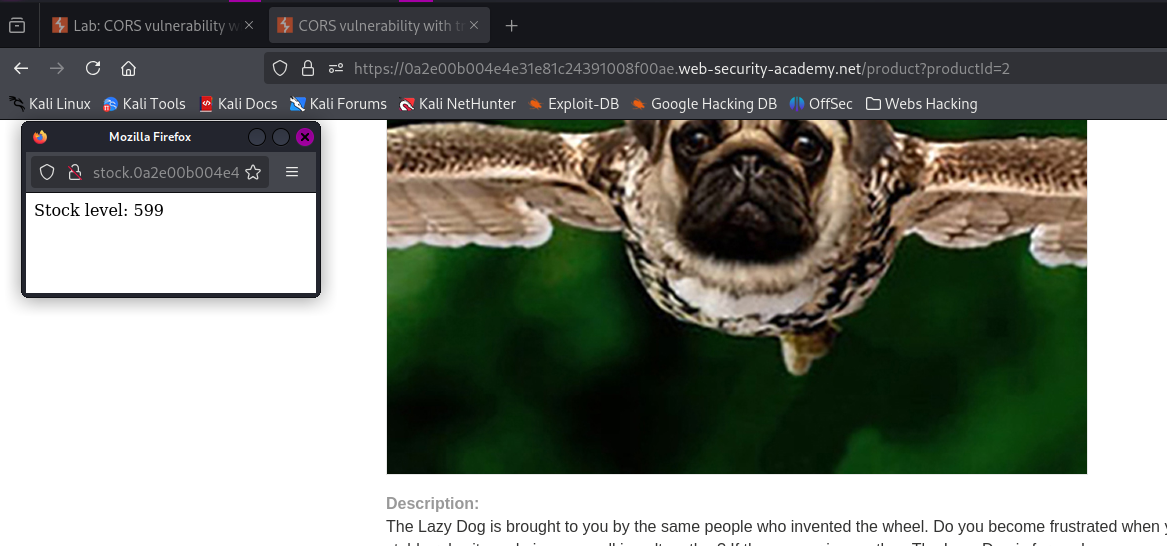 Lab: CORS vulnerability w
CORS vulnerability with t
https://0a2e00b004e4e31e81c24391008f00ae.web-security-academy.net/product?productId=2
Kali Linux Kali Tools Kali Docs Kali Forums Kali NetHunter Exploit-DB Google Hacking DB OffSec Webs Hacking
Mozilla Firefox
stock.0a2e00b004e4
Stock level: 599
Description:
The Lazy Dog is brought to you by the same people who invented the wheel. Do you become frustrated when